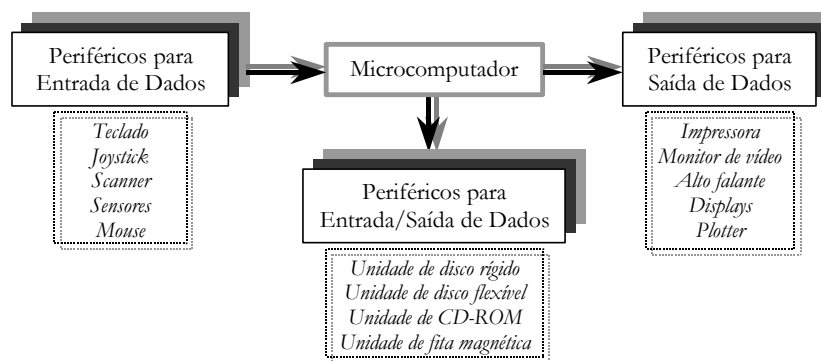 Periféricos para
Entrada de Dados
Teclado
Joystick
Scanner
Sensores
Mouse
Microcomputador
Periféricos para
Saída de Dados
Impressora
Monitor de vídeo
Alto falante
Displays
Plotter
Periféricos para
Entrada/Saída de Dados
Unidade de disco rígido
Unidade de disco flexível
Unidade de CD-ROM
Unidade de fita magnética